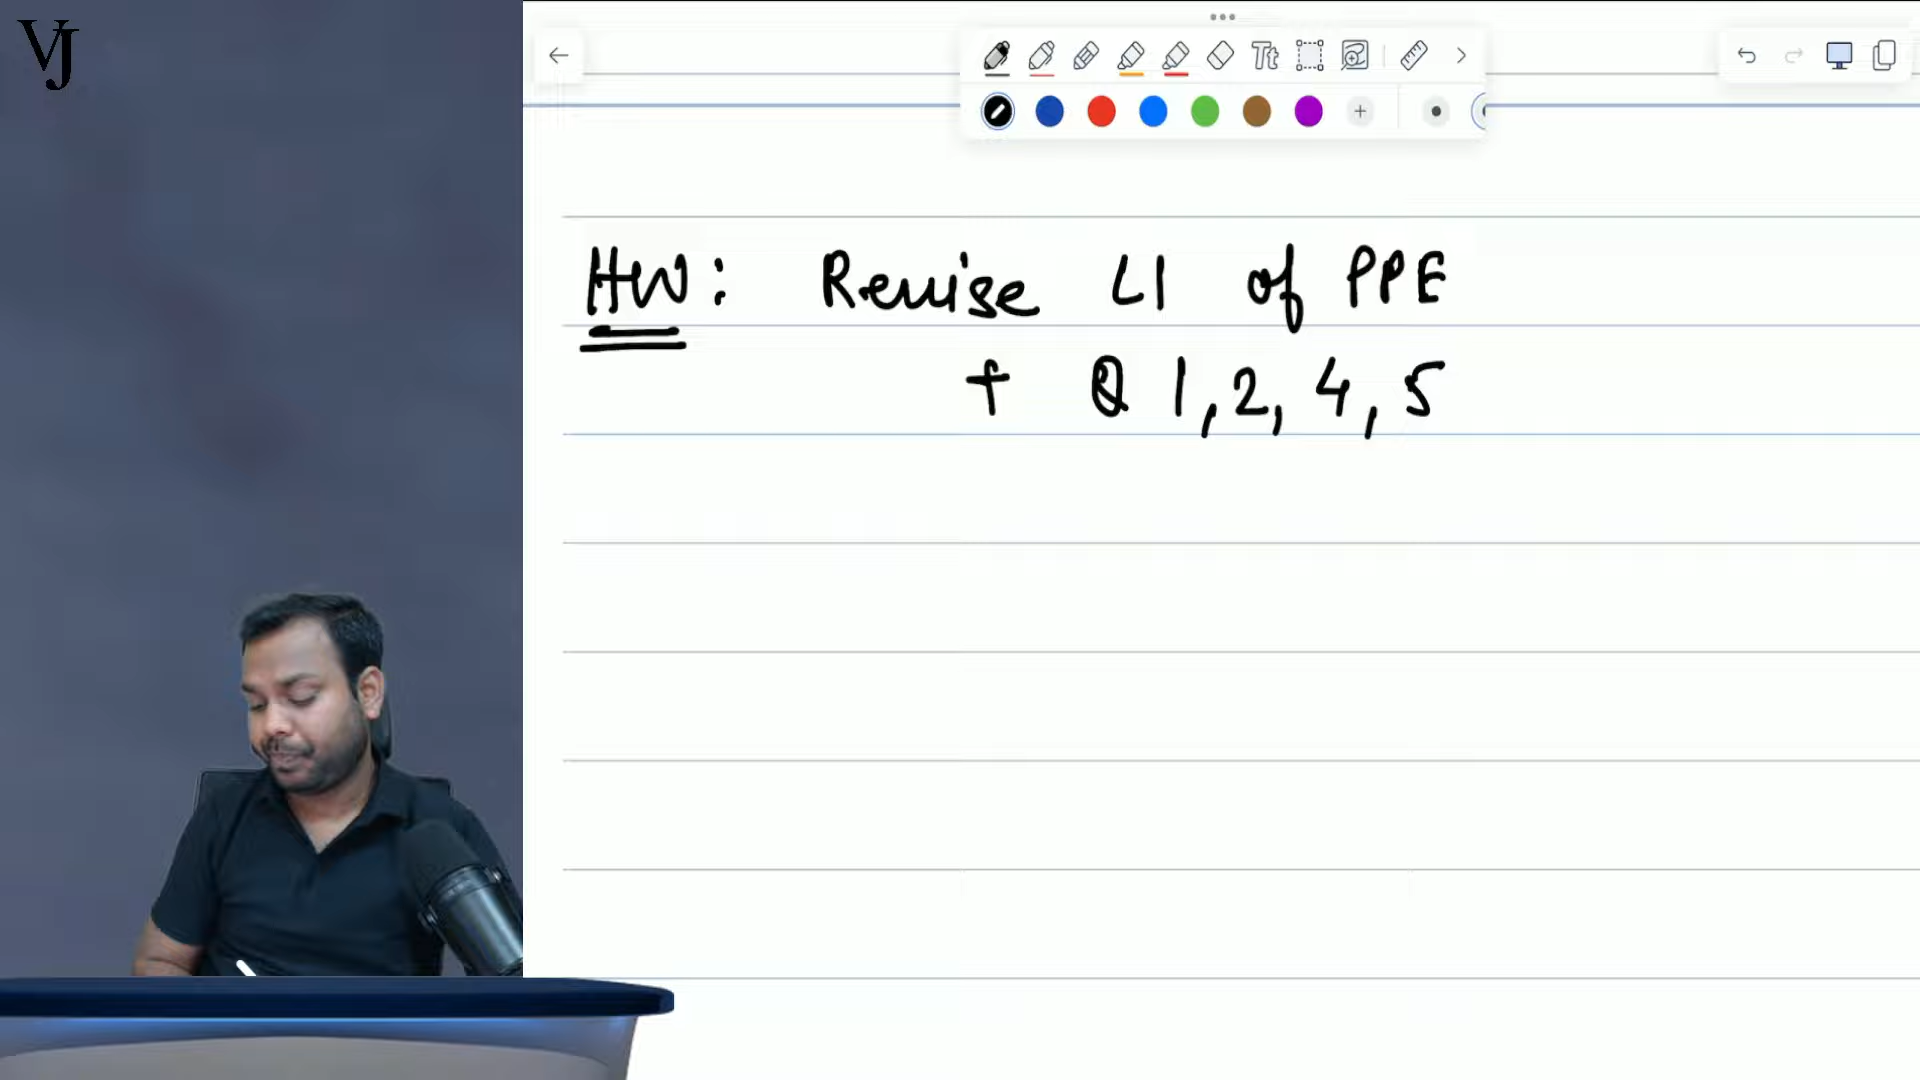 VJ
HW: Revise L1 of PPE
+ Q 1, 2, 4, 5